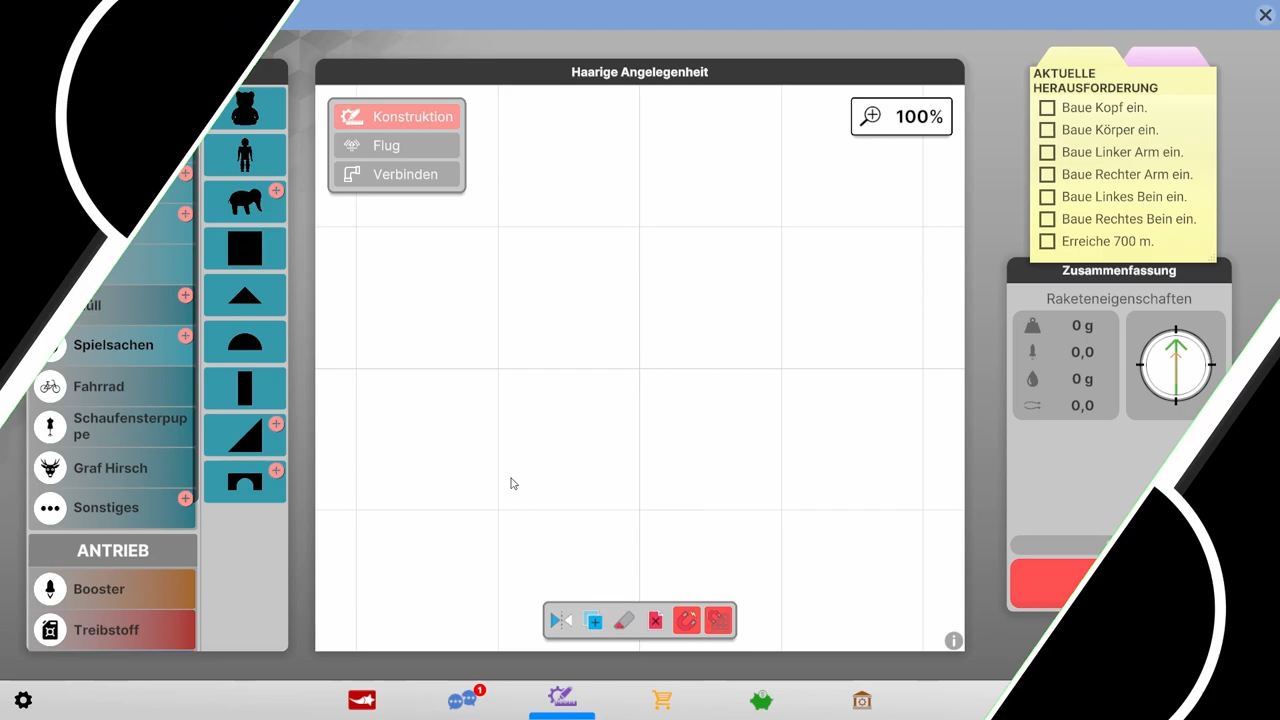 Haarige Angelegenheit
Konstruktion
Flug
Verbinden
100%
AKTUELLE
HERAUSFORDERUNG
Baue Kopf ein.
Baue Körper ein.
Baue Linker Arm ein.
Baue Rechter Arm ein.
Baue Linkes Bein ein.
Baue Rechtes Bein ein.
Erreiche 700 m.
Zusammenfassung
Raketeneigenschaften
0 g
0,0
0 g
0,0
Spielsachen
Fahrrad
Schaufensterpup
pe
Graf Hirsch
Sonstiges
ANTRIEB
Booster
Treibstoff
1